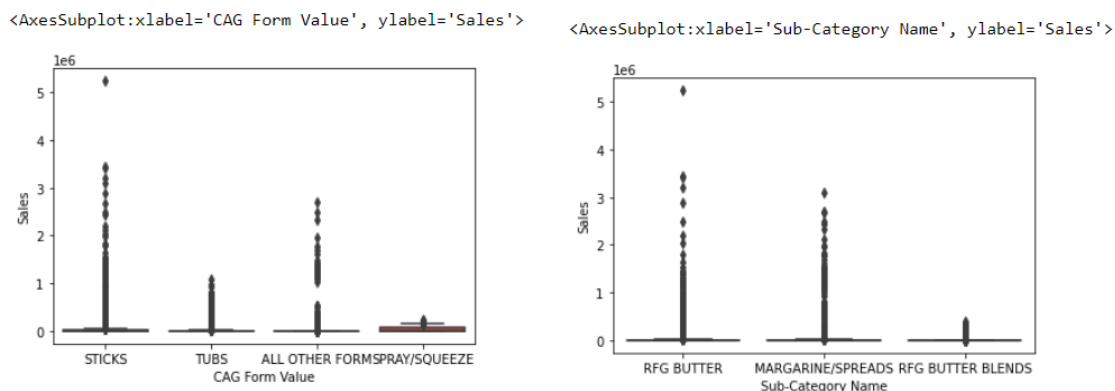 <AxesSubplot:xlabel='CAG Form Value', ylabel='Sales'>
1e6
5
4
3
2
1
0
Sales
STICKS TUBS ALL OTHER FORMSPRAY/SQUEEZE
CAG Form Value
<AxesSubplot:xlabel='Sub-Category Name', ylabel='Sales'>
1e6
5
4
3
2
1
0
Sales
RFG BUTTER MARGARINE/SPREADS RFG BUTTER BLENDS
Sub-Category Name